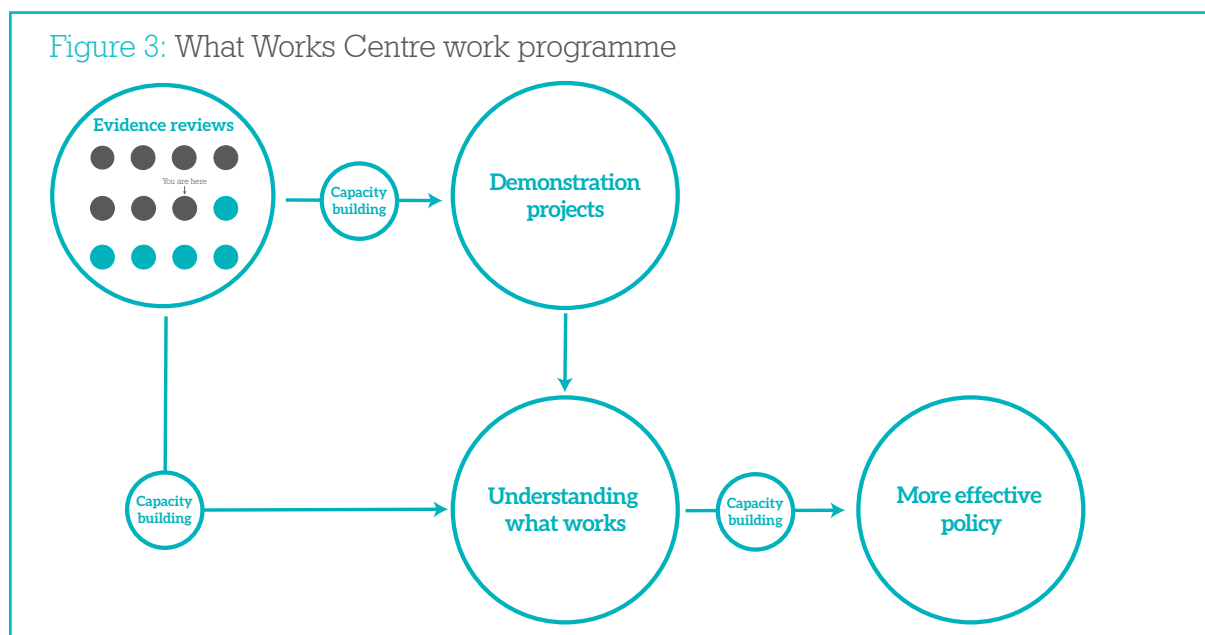 Figure 3: What Works Centre work programme
Evidence reviews
You are here
Capacity
building
Demonstration
projects
Capacity
building
Understanding
what works
Capacity
building
More effective
policy